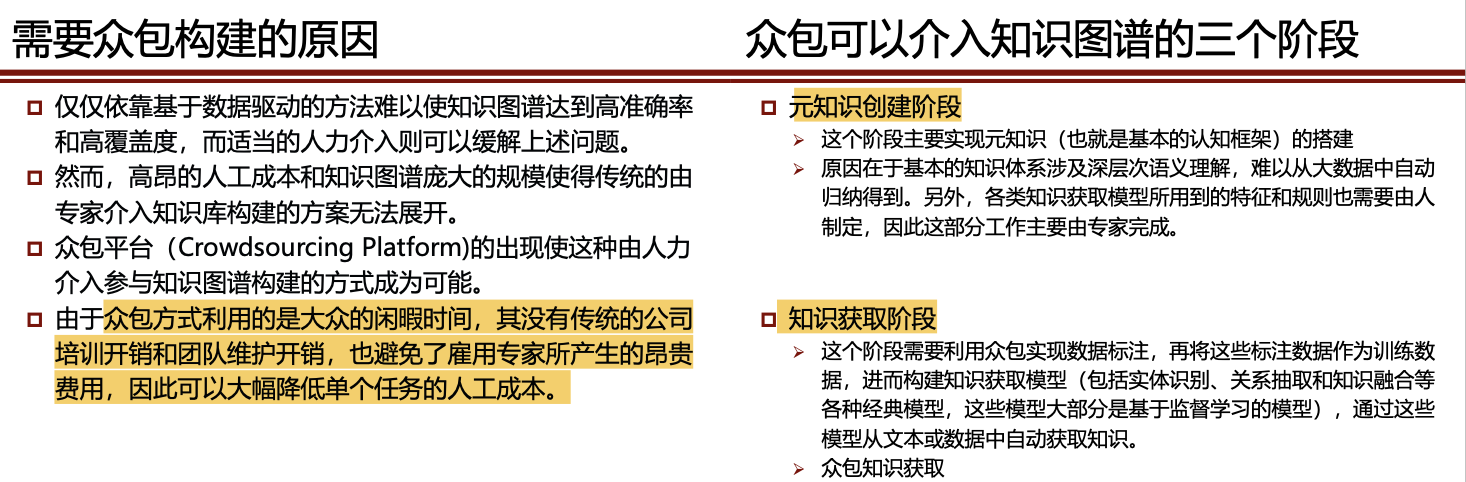 需要众包构建的原因
仅仅依靠基于数据驱动的方法难以使知识图谱达到高准确率
和高覆盖度，而适当的人力介入则可以缓解上述问题。
然而，高昂的人工成本和知识图谱庞大的规模使得传统的由
专家介入知识库构建的方案无法展开。
众包平台（Crowdsourcing Platform)的出现使这种由人力
介入参与知识图谱构建的方式成为可能。
由于众包方式利用的是大众的闲暇时间，其没有传统的公司
培训开销和团队维护开销，也避免了雇用专家所产生的昂贵
费用，因此可以大幅降低单个任务的人工成本。
众包可以介入知识图谱的三个阶段
元知识创建阶段
这个阶段主要实现元知识（也就是基本的认知框架）的搭建
原因在于基本的知识体系涉及深层次语义理解，难以从大数据中自动
归纳得到。另外，各类知识获取模型所用到的特征和规则也需要由人
制定，因此这部分工作主要由专家完成。
知识获取阶段
这个阶段需要利用众包实现数据标注，再将这些标注数据作为训练数
据，进而构建知识获取模型（包括实体识别、关系抽取和知识融合等
各种经典模型，这些模型大部分是基于监督学习的模型），通过这些
模型从文本或数据中自动获取知识。
众包知识获取